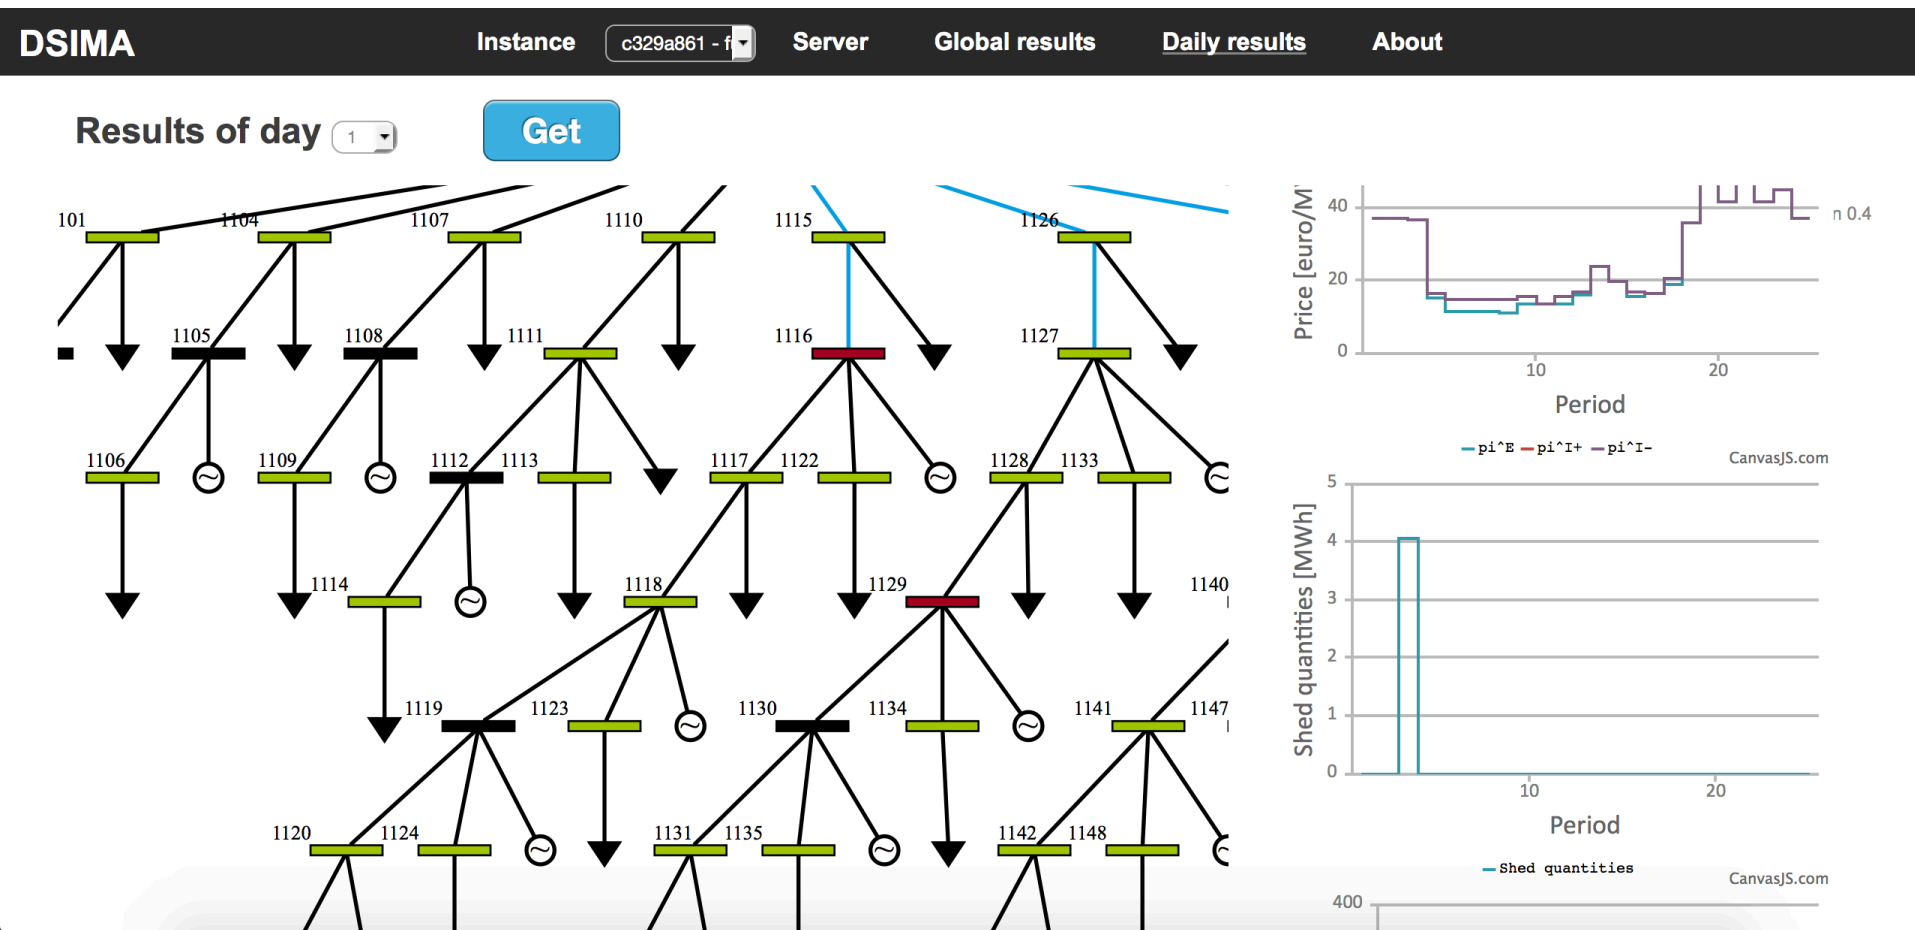 DSIMA Instance c329a861 - f Server Global results Daily results About
Results of day 1 Get
101 1104 1107 1110 1115 1126
1105 1108 1111 1116 1127
1106 1109 1112 1113 1117 1122 1128 1133
1114 1118 1129 1140
1119 1123 1130 1134 1141 1147
1120 1124 1131 1135 1142 1148
Price [euro/M
40
20
0
10 20
Period
n 0.4
pi^E pi^I+ pi^I-
CanvasJS.com
Shed quantities [MWh]
5
4
3
2
1
0
10 20
Period
Shed quantities
CanvasJS.com
400